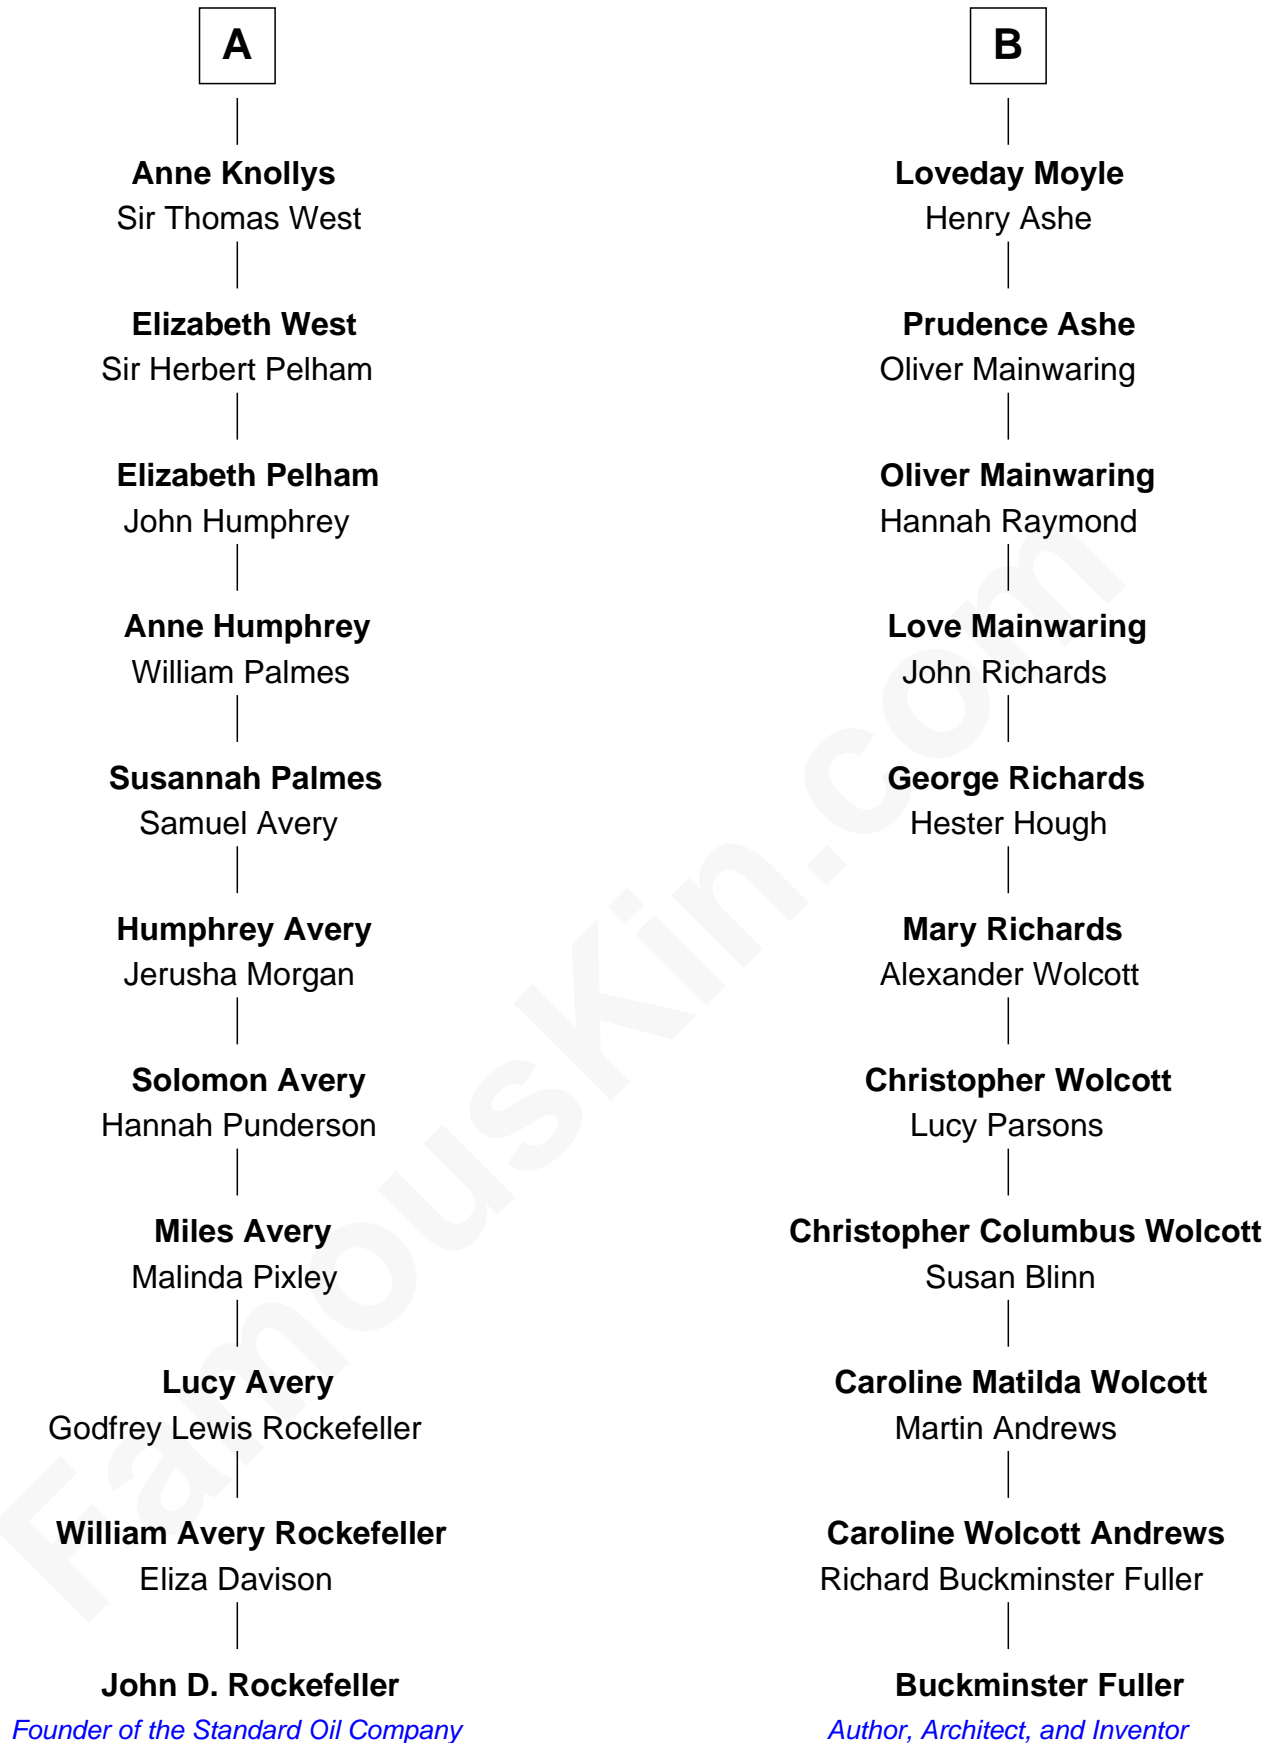 A
Anne Knollys
Sir Thomas West
Elizabeth West
Sir Herbert Pelham
Elizabeth Pelham
John Humphrey
Anne Humphrey
William Palmes
Susannah Palmes
Samuel Avery
Humphrey Avery
Jerusha Morgan
Solomon Avery
Hannah Punderson
Miles Avery
Malinda Pixley
Lucy Avery
Godfrey Lewis Rockefeller
William Avery Rockefeller
Eliza Davison
John D. Rockefeller
Founder of the Standard Oil Company
B
Loveday Moyle
Henry Ashe
Prudence Ashe
Oliver Mainwaring
Oliver Mainwaring
Hannah Raymond
Love Mainwaring
John Richards
George Richards
Hester Hough
Mary Richards
Alexander Wolcott
Christopher Wolcott
Lucy Parsons
Christopher Columbus Wolcott
Susan Blinn
Caroline Matilda Wolcott
Martin Andrews
Caroline Wolcott Andrews
Richard Buckminster Fuller
Buckminster Fuller
Author, Architect, and Inventor
FamousKin.com